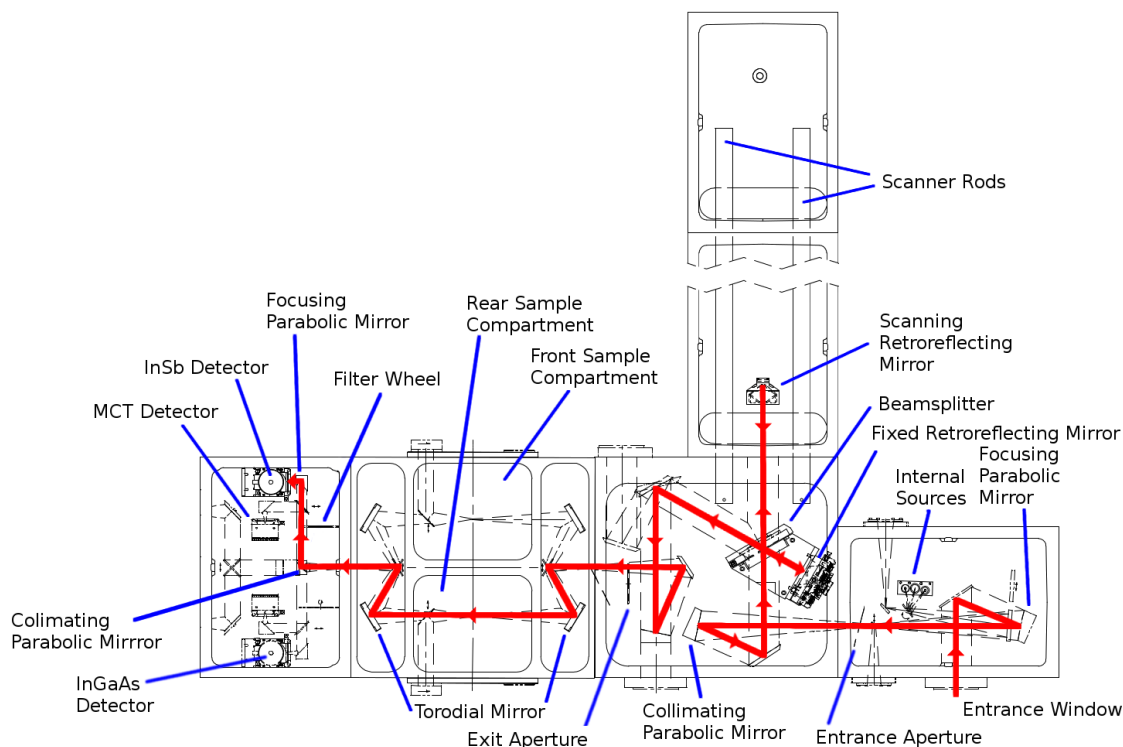 Scanner Rods
Focusing
Parabolic Mirror
Rear Sample
Compartment
Scanning
Retroreflecting
Mirror
InSb Detector
Filter Wheel
Front Sample
Compartment
MCT Detector
Beamsplitter
Fixed Retroreflecting Mirror
Internal
Sources
Focusing
Parabolic
Mirror
Colimating
Parabolic Mirrror
InGaAs
Detector
Torodial Mirror
Exit Aperture
Collimating
Parabolic Mirror
Entrance Window
Entrance Aperture